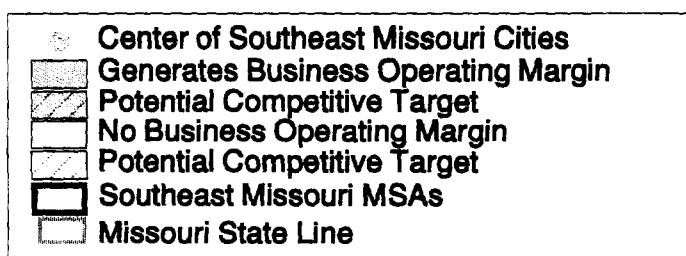 Center of Southeast Missouri Cities
Generates Business Operating Margin
Potential Competitive Target
No Business Operating Margin
Potential Competitive Target
Southeast Missouri MSAs
Missouri State Line